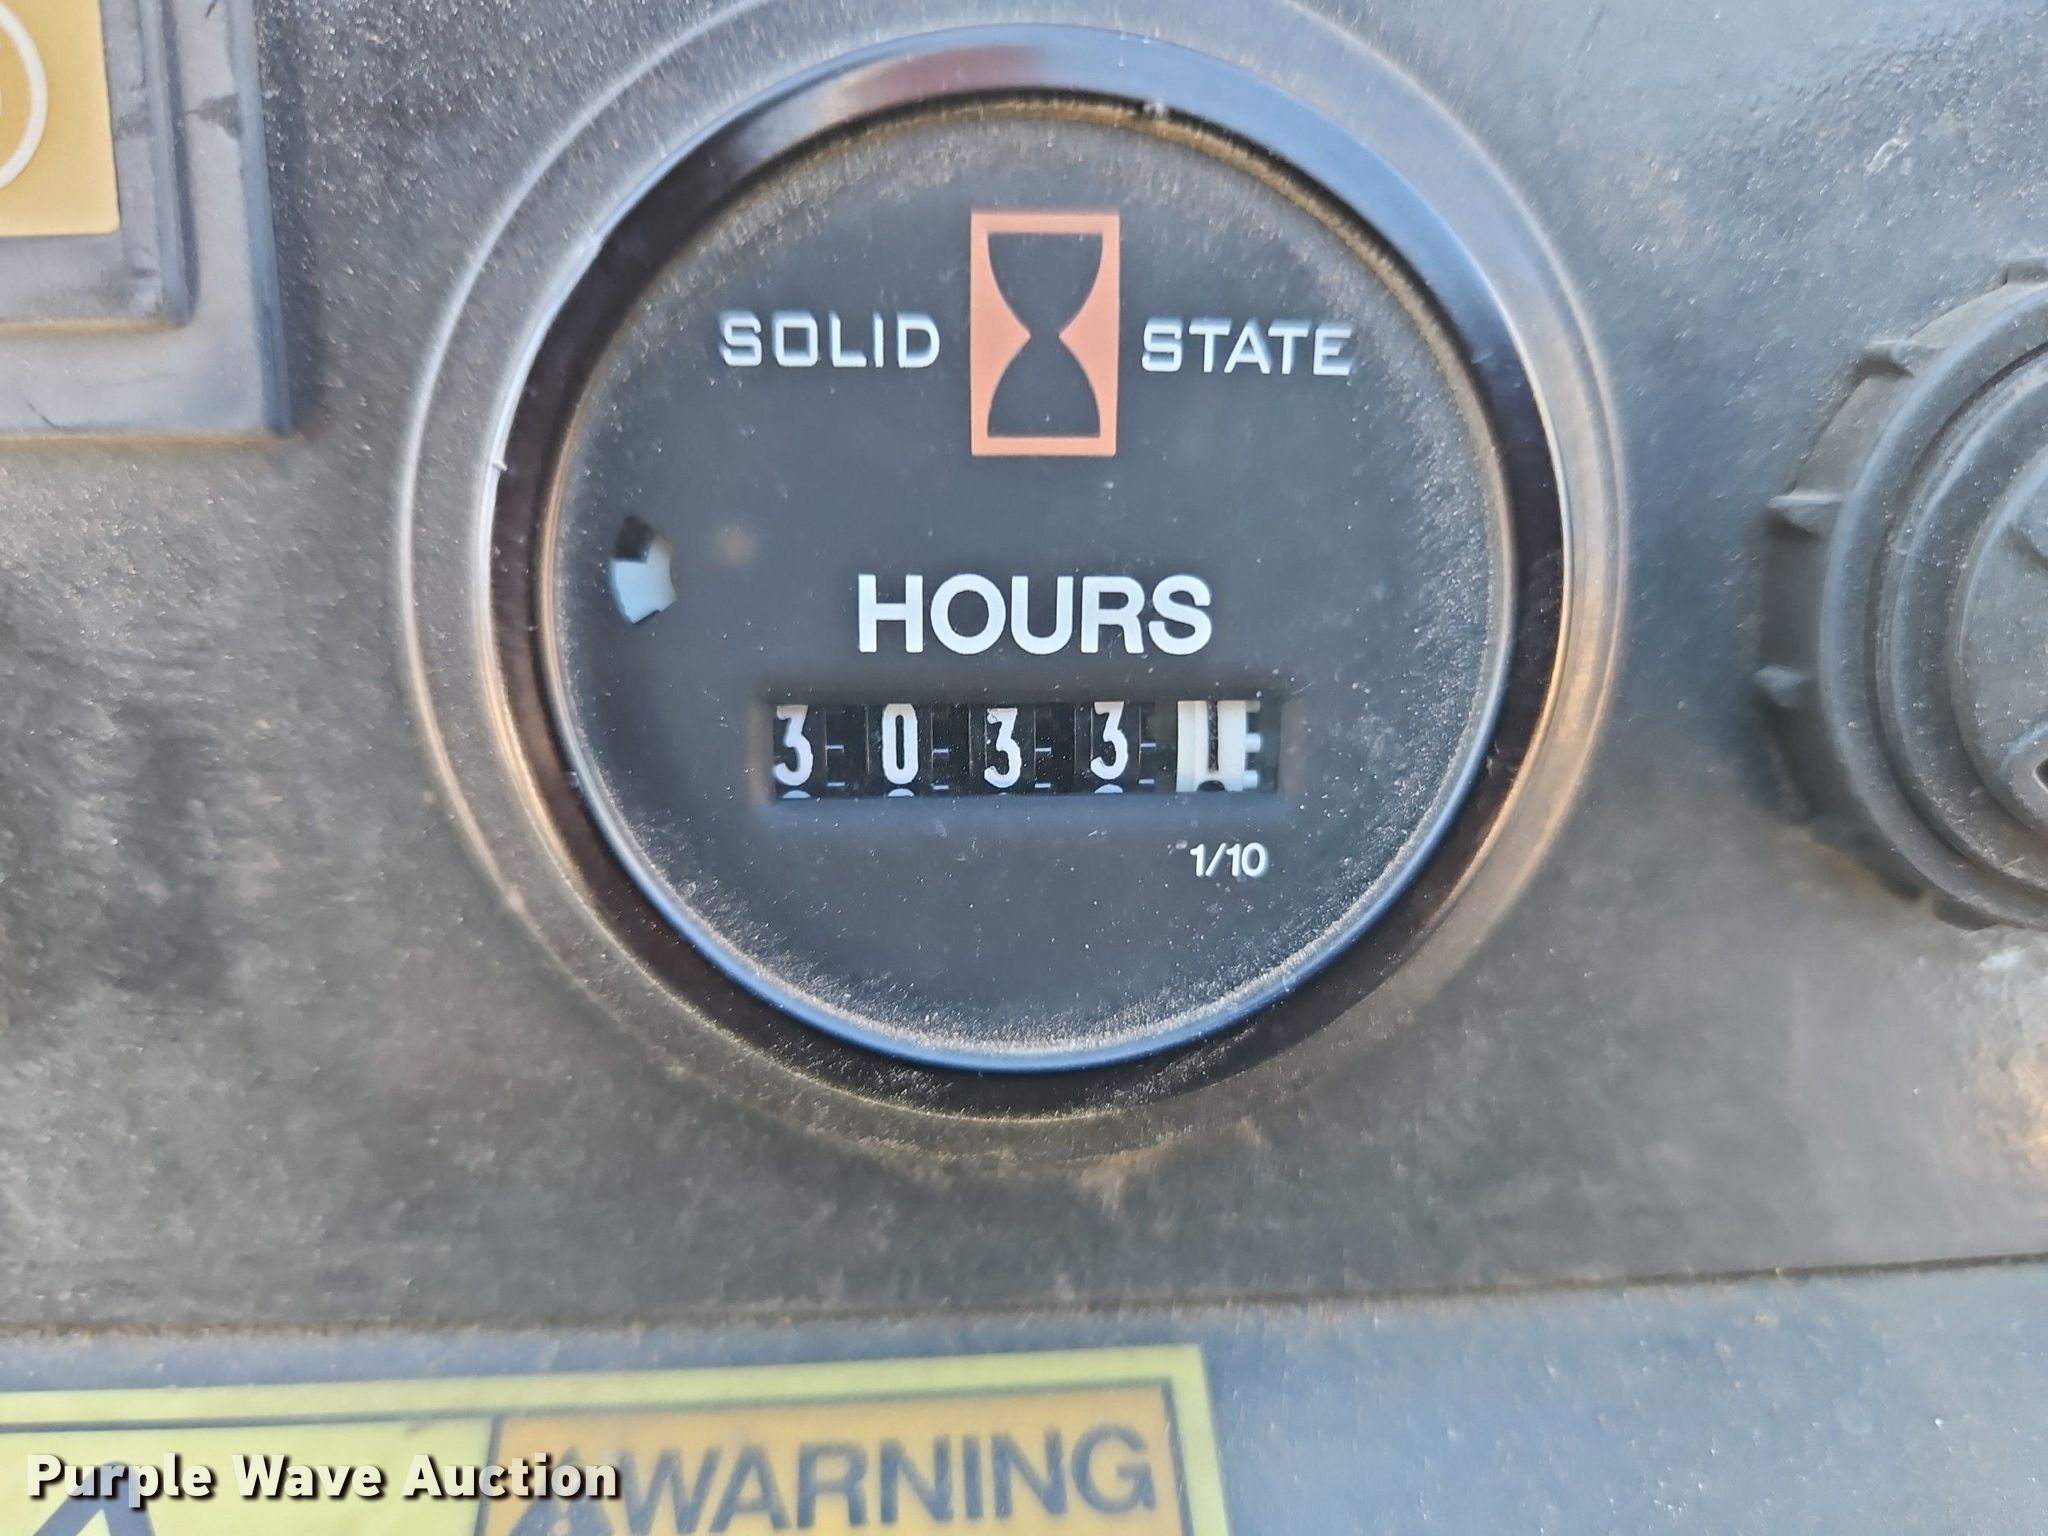 SOLID STATE
HOURS
3033
1/10
WARNING
Purple Wave Auction